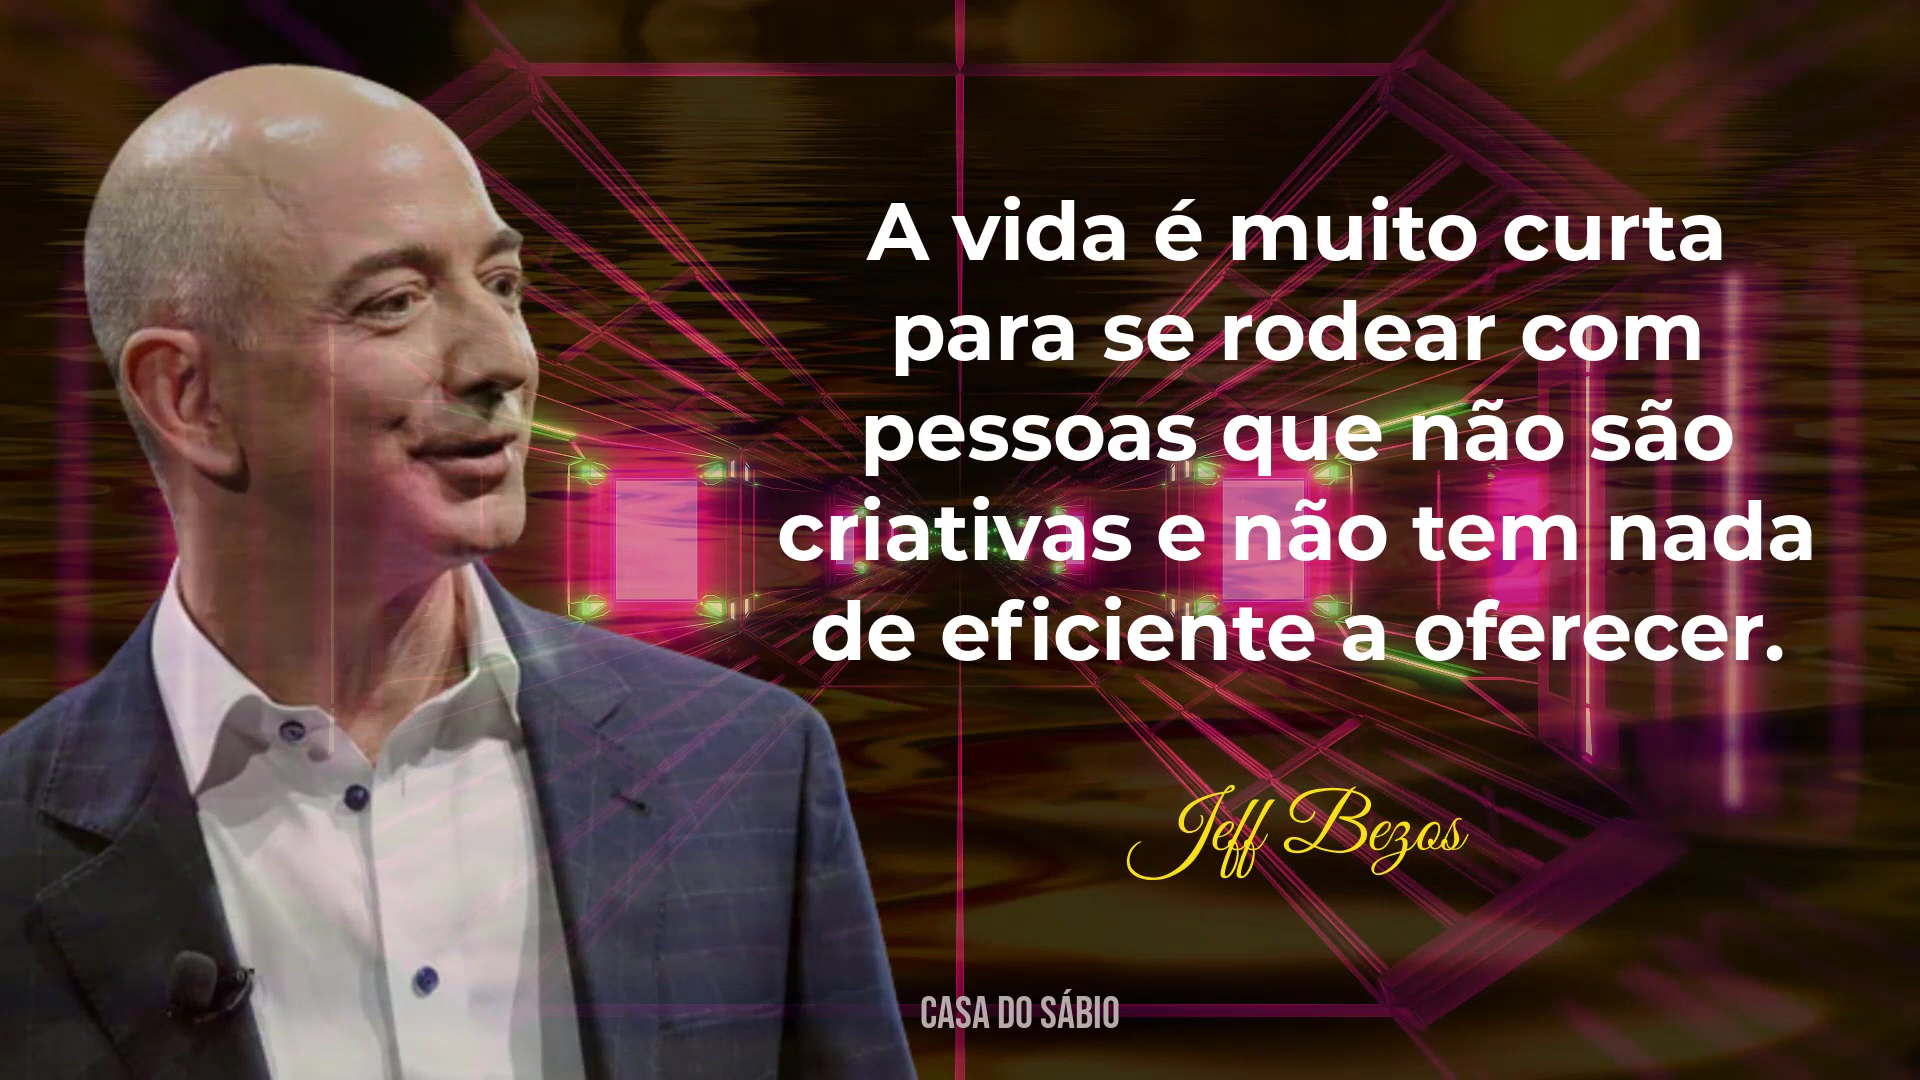 A vida é muito curta
para se rodear com
pessoas que não são
criativas e não tem nada
de eficiente a oferecer.
Jeff Bezos
CASA DO SÁBIO